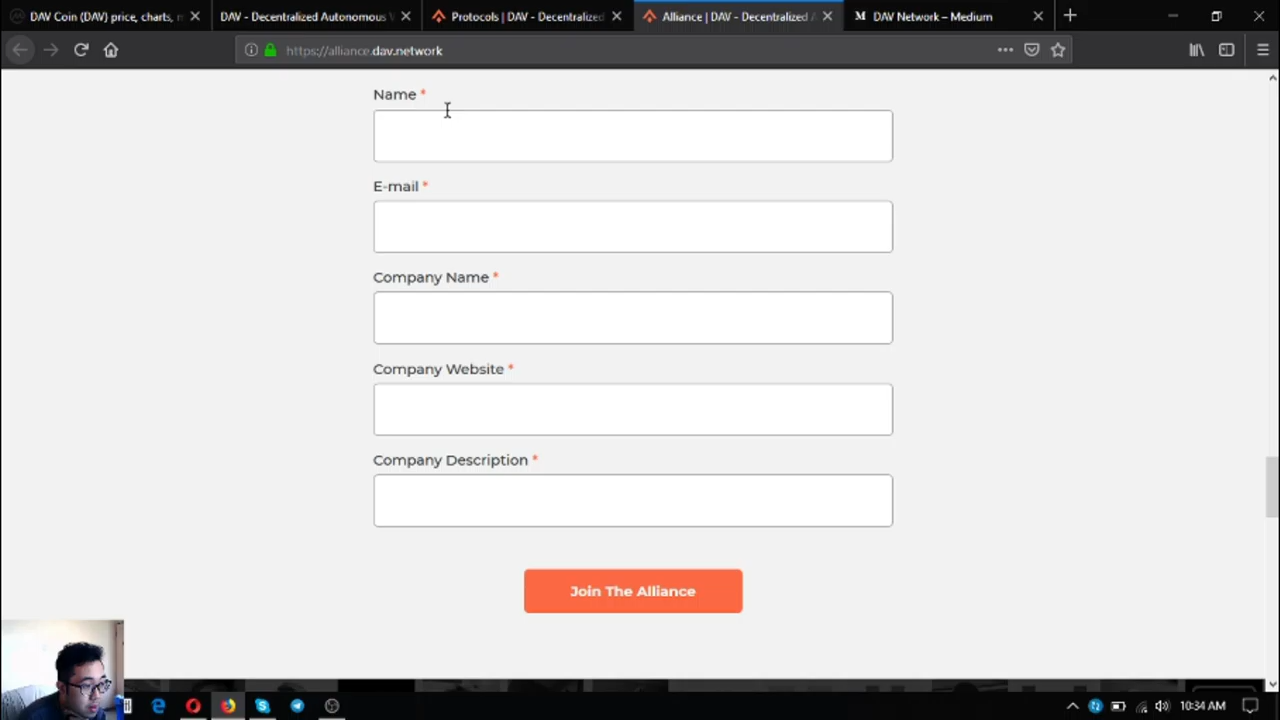 DAV Coin (DAV) price, charts, m
DAV - Decentralized Autonomous V
Protocols | DAV - Decentralized
Alliance | DAV - Decentralized A
M DAV Network – Medium
https://alliance.dav.network
Name *
E-mail *
Company Name *
Company Website *
Company Description *
Join The Alliance
10:34 AM